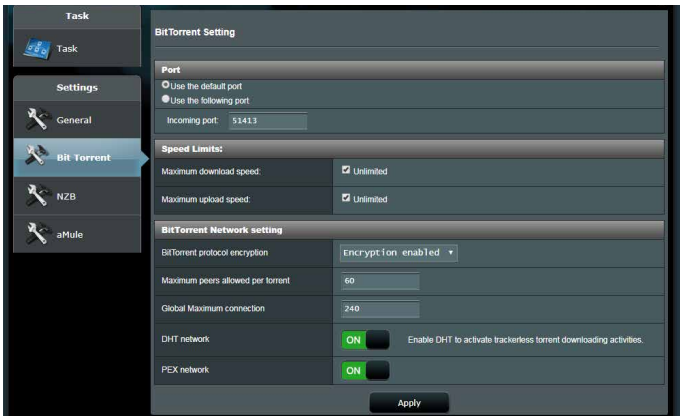 Task
Task
Settings
General
Bit Torrent
NZB
aMule
BitTorrent Setting
Port
Use the default port
Use the following port
Incoming port: 51413
Speed Limits:
Maximum download speed: Unlimited
Maximum upload speed: Unlimited
BitTorrent Network setting
BitTorrent protocol encryption Encryption enabled
Maximum peers allowed per torrent 60
Global Maximum connection 240
DHT network ON Enable DHT to activate trackerless torrent downloading activities.
PEX network ON
Apply